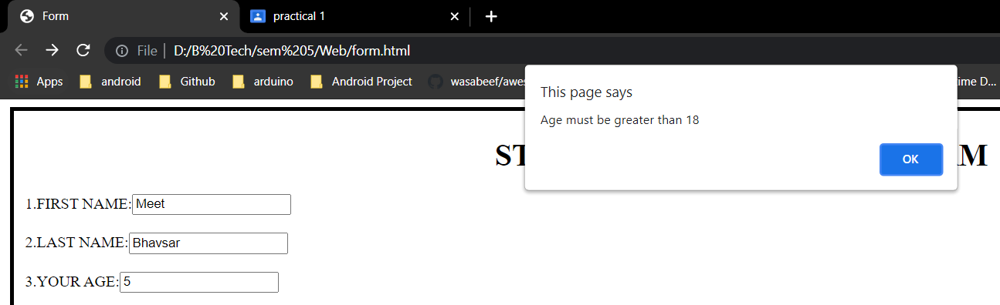 Form
practical 1
File | D:/B%20Tech/sem%205/Web/form.html
Apps android Github arduino Android Project wasabeef/awes ime D...
This page says
Age must be greater than 18
OK
ST M
1.FIRST NAME: Meet
2.LAST NAME: Bhavsar
3.YOUR AGE: 5